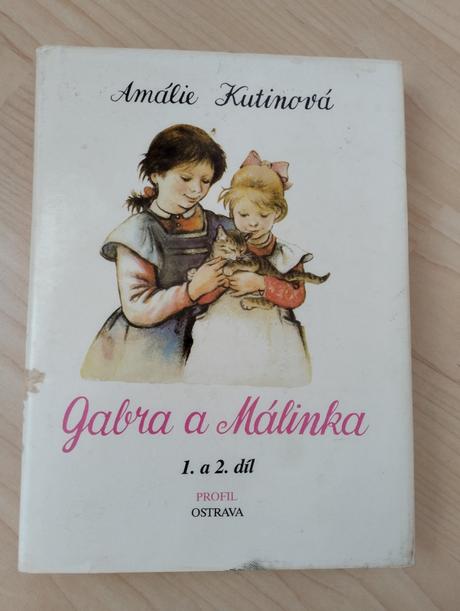 Amálie Kutinová
Gabra a Málinka
1. a 2. díl
PROFIL
OSTRAVA